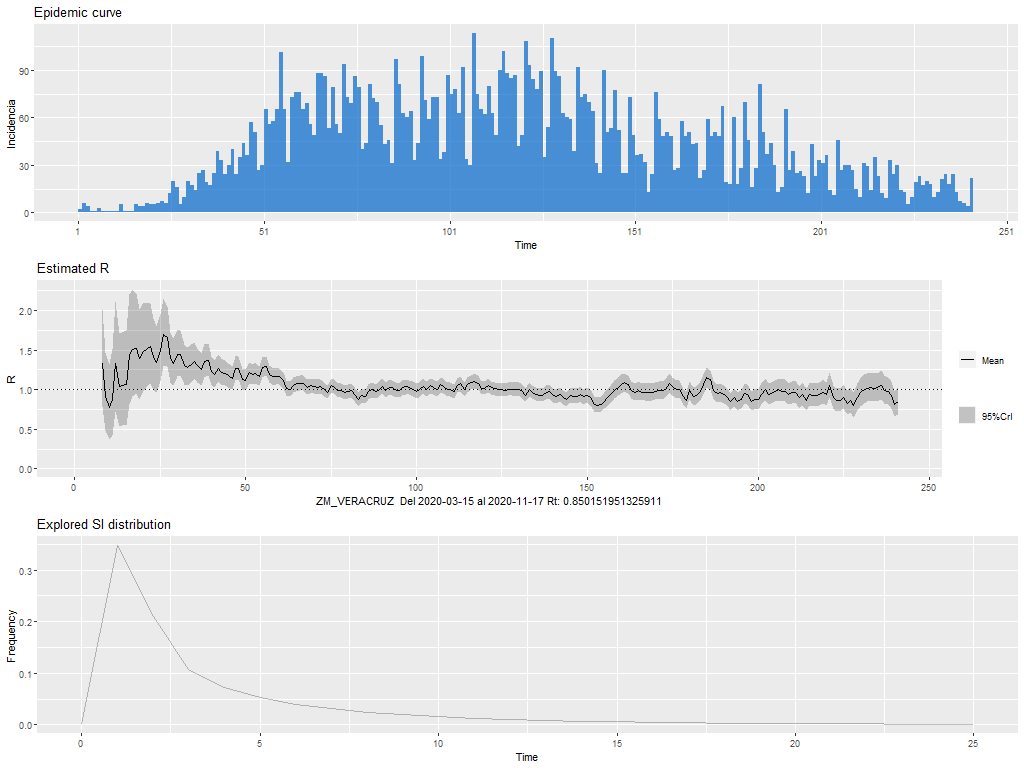 Epidemic curve
Incidencia
90
60
30
0
1 51 101 151 201 251
Time
Estimated R
R
2.0
1.5
1.0
0.5
0.0
Mean
95%CrI
0 50 100 150 200 250
ZM_VERACRUZ Del 2020-03-15 al 2020-11-17 Rt: 0.850151951325911
Explored SI distribution
Frequency
0.3
0.2
0.1
0.0
0 5 10 15 20 25
Time